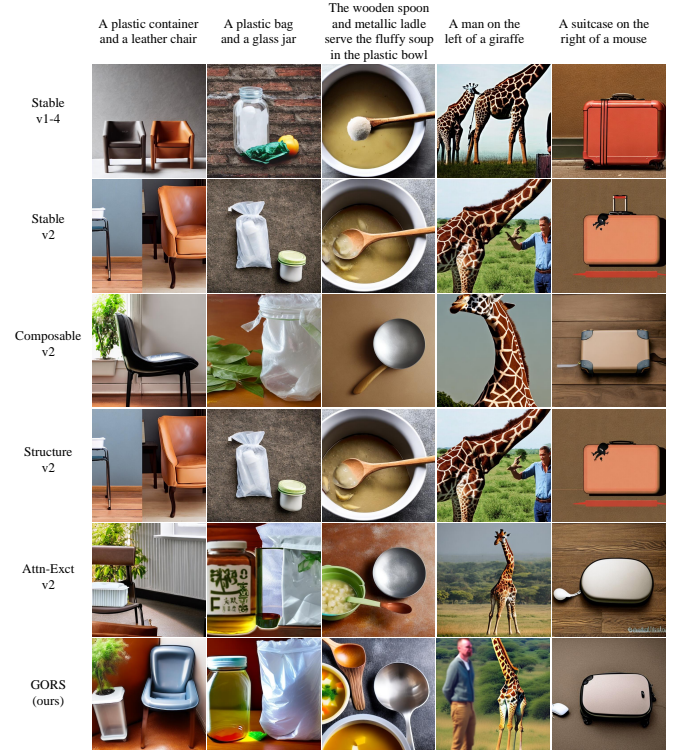 A plastic container
and a leather chair
A plastic bag
and a glass jar
The wooden spoon
and metallic ladle
serve the fluffy soup
in the plastic bowl
A man on the
left of a giraffe
A suitcase on the
right of a mouse
Stable
v1-4
Stable
v2
Composable
v2
Structure
v2
Attn-Exct
v2
GORS
(ours)